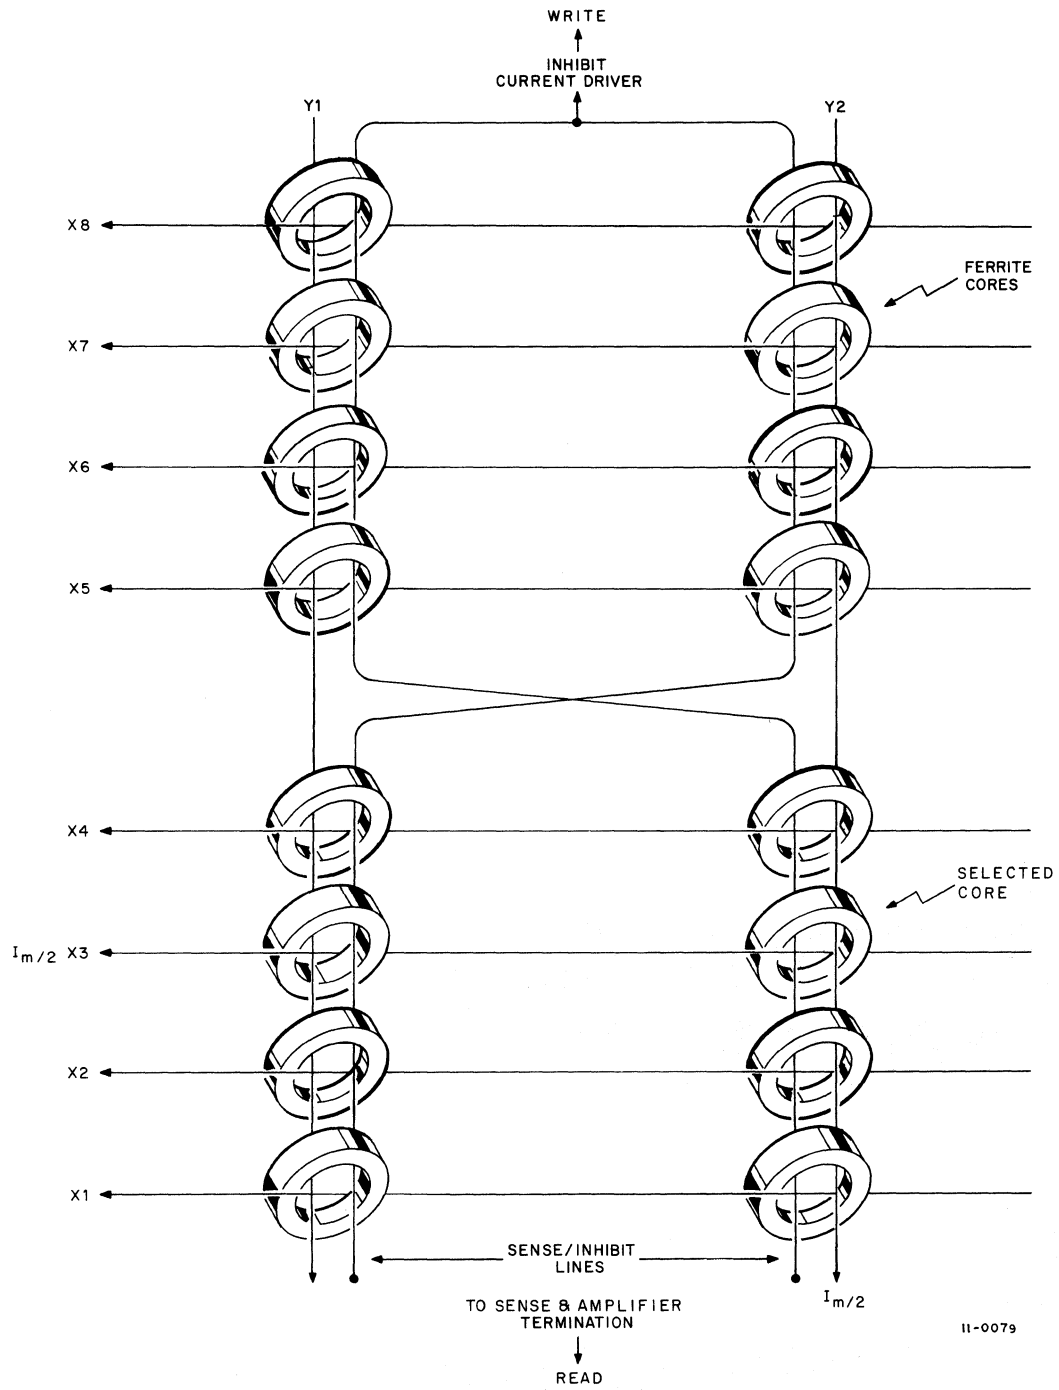 WRITE
INHIBIT
CURRENT DRIVER
Y1
Y2
X8
FERRITE
CORES
X7
X6
X5
X4
SELECTED
CORE
Im/2 X3
X2
X1
SENSE/INHIBIT
LINES
Im/2
TO SENSE & AMPLIFIER
TERMINATION
11-0079
READ